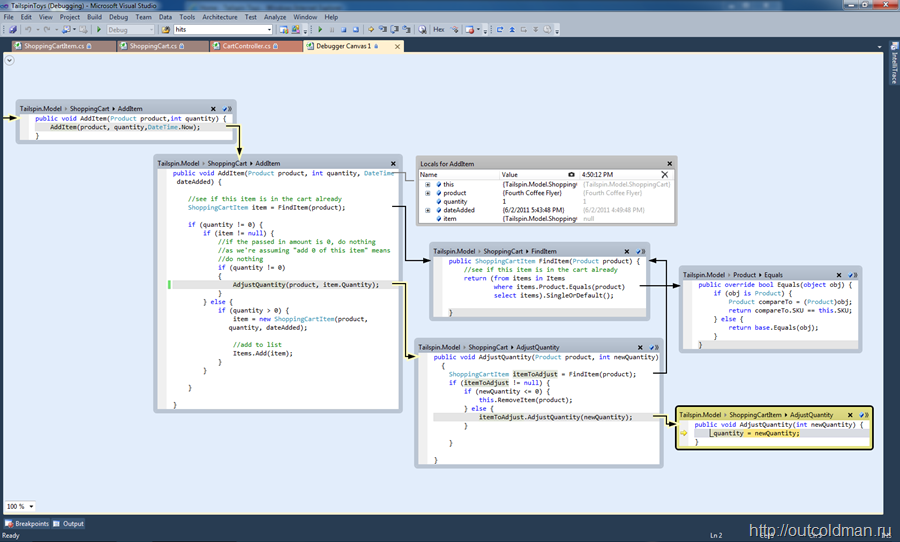 TailspinToys (Debugging) - Microsoft Visual Studio
File Edit View Project Build Debug Team Data Tools Architecture Test Analyze Window Help
Debug hits Hex
ShoppingCartItem.cs ShoppingCart.cs CartController.cs Debugger Canvas 1
IntelliTrace
Tailspin.Model ShoppingCart AddItem
public void AddItem(Product product,int quantity) {
AddItem(product, quantity,DateTime.Now);
}
Tailspin.Model ShoppingCart AddItem
public void AddItem(Product product, int quantity, DateTime
dateAdded) {
//see if this item is in the cart already
ShoppingCartItem item = FindItem(product);
if (quantity != 0) {
if (item != null) {
//if the passed in amount is 0, do nothing
//as we're assuming "add 0 of this item" means
//do nothing
if (quantity != 0)
{
AdjustQuantity(product, item.Quantity);
}
} else {
if (quantity > 0) {
item = new ShoppingCartItem(product,
quantity, dateAdded);
//add to list
Items.Add(item);
}
}
}
}
Locals for AddItem
Name Value 4:50:12 PM
this {Tailspin.Model.Shopping {Tailspin.Model.ShoppingCart}
product {Fourth Coffee Flyer} {Fourth Coffee Flyer}
quantity 1 1
dateAdded {6/2/2011 5:43:48 PM} {6/2/2011 4:49:48 PM}
item {Tailspin.Model.Shopping null
Tailspin.Model ShoppingCart FindItem
public ShoppingCartItem FindItem(Product product) {
//see if this item is in the cart already
return (from items in Items
where items.Product.Equals(product)
select items).SingleOrDefault();
}
Tailspin.Model Product Equals
public override bool Equals(object obj) {
if (obj is Product) {
Product compareTo = (Product)obj;
return compareTo.SKU == this.SKU;
} else {
return base.Equals(obj);
}
}
Tailspin.Model ShoppingCart AdjustQuantity
public void AdjustQuantity(Product product, int newQuantity)
{
ShoppingCartItem itemToAdjust = FindItem(product);
if (itemToAdjust != null) {
if (newQuantity <= 0) {
this.RemoveItem(product);
} else {
itemToAdjust.AdjustQuantity(newQuantity);
}
}
}
Tailspin.Model ShoppingCartItem AdjustQuantity
public void AdjustQuantity(int newQuantity) {
_quantity = newQuantity;
}
100 %
Breakpoints Output
Ready Ln 2
http://outcoldman.ru